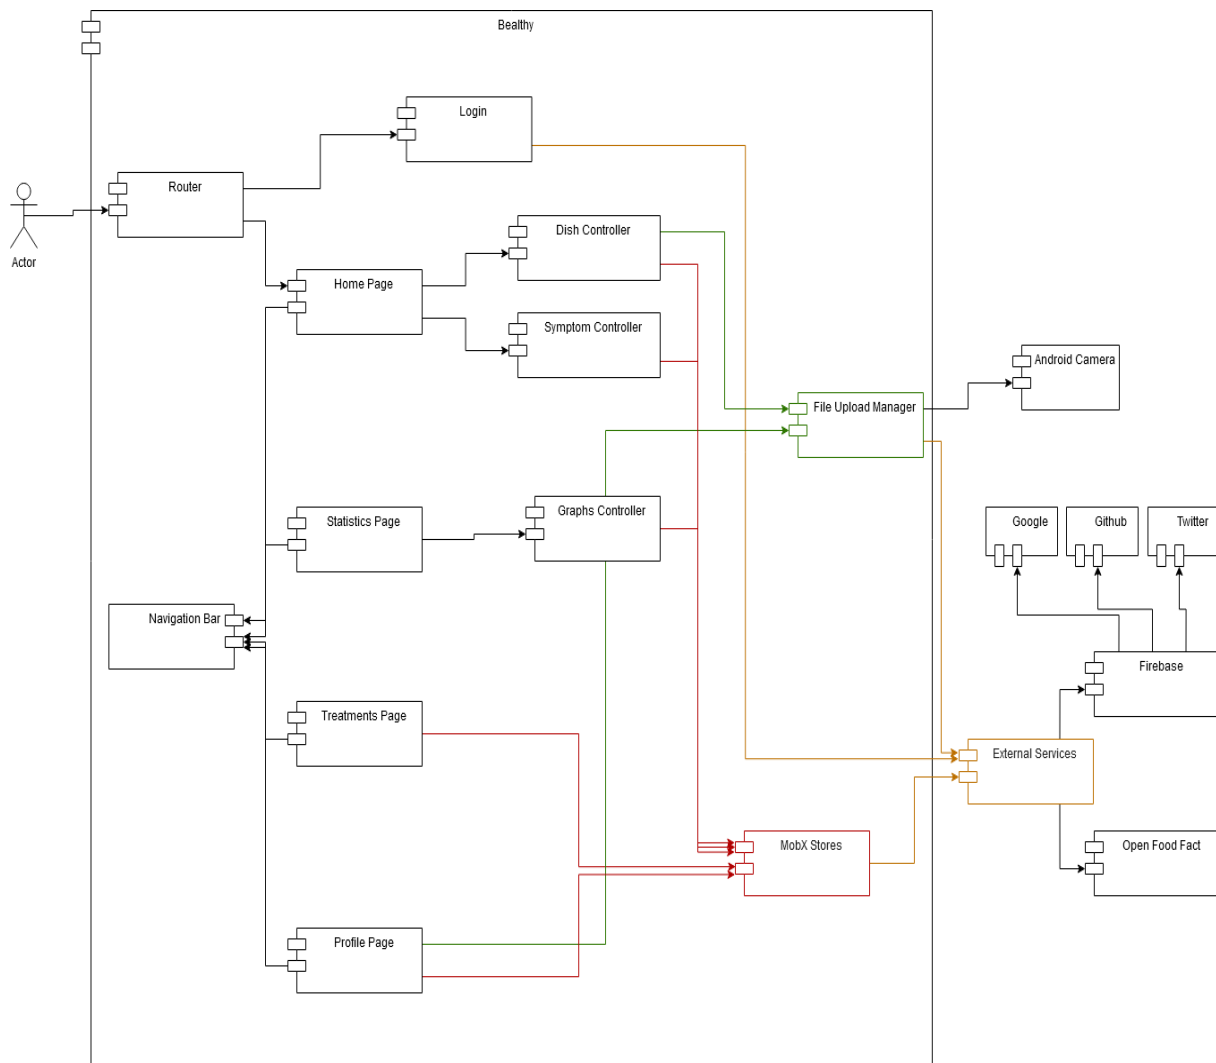 Bealthy
Login
Router
Actor
Dish Controller
Home Page
Symptom Controller
Android Camera
File Upload Manager
Statistics Page
Graphs Controller
Google
Github
Twitter
Navigation Bar
Firebase
Treatments Page
External Services
MobX Stores
Open Food Fact
Profile Page